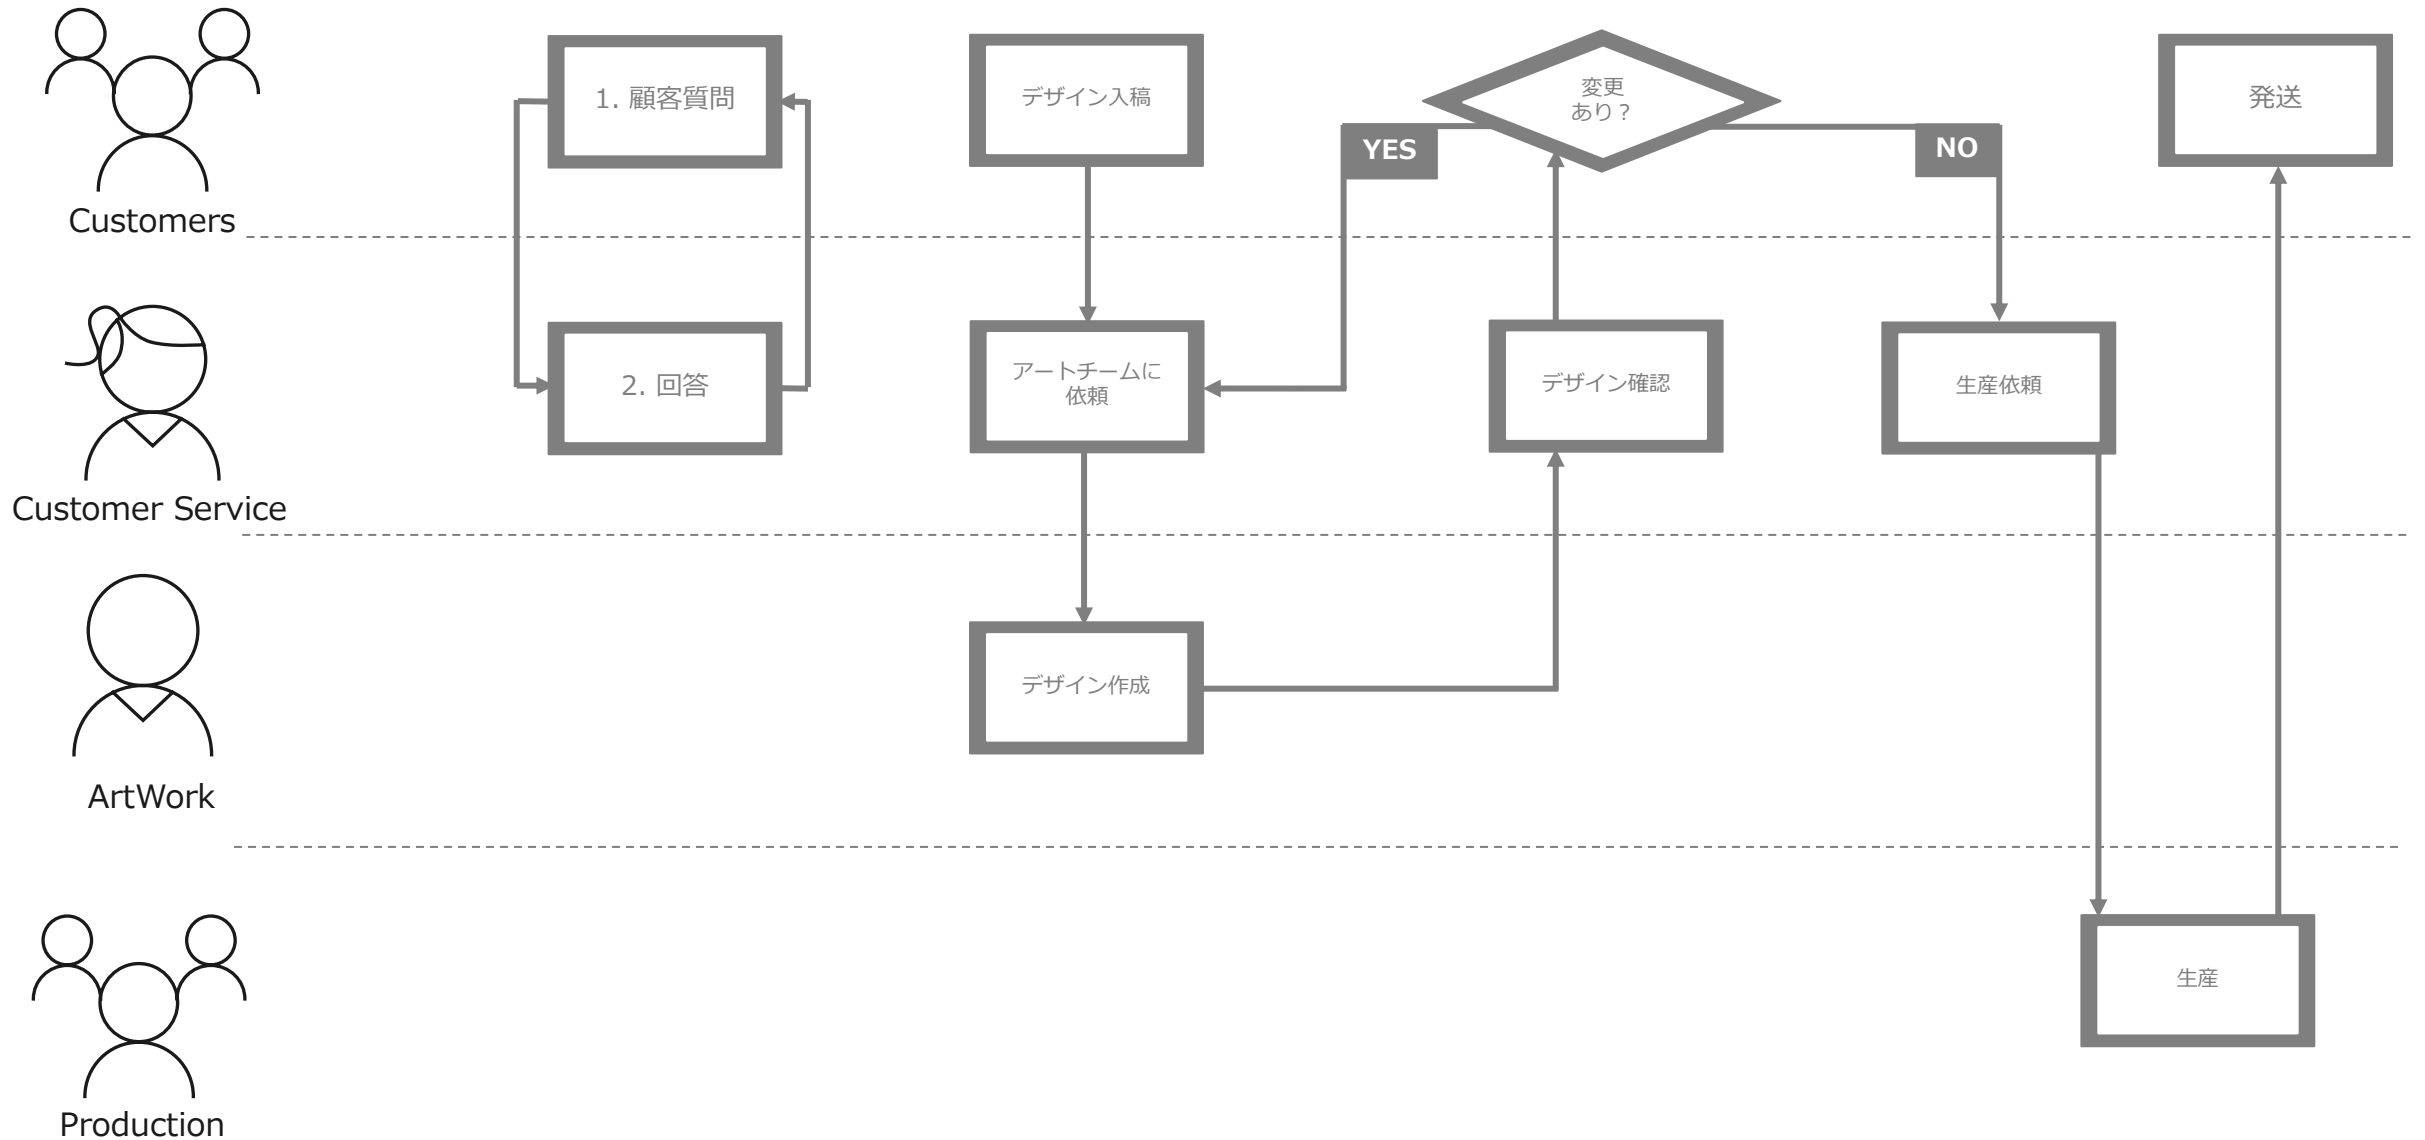 1. 顧客質問
デザイン入稿
変更
あり？
発送
YES
NO
Customers
アートチームに
依頼
2. 回答
デザイン確認
生産依頼
Customer Service
デザイン作成
ArtWork
生産
Production